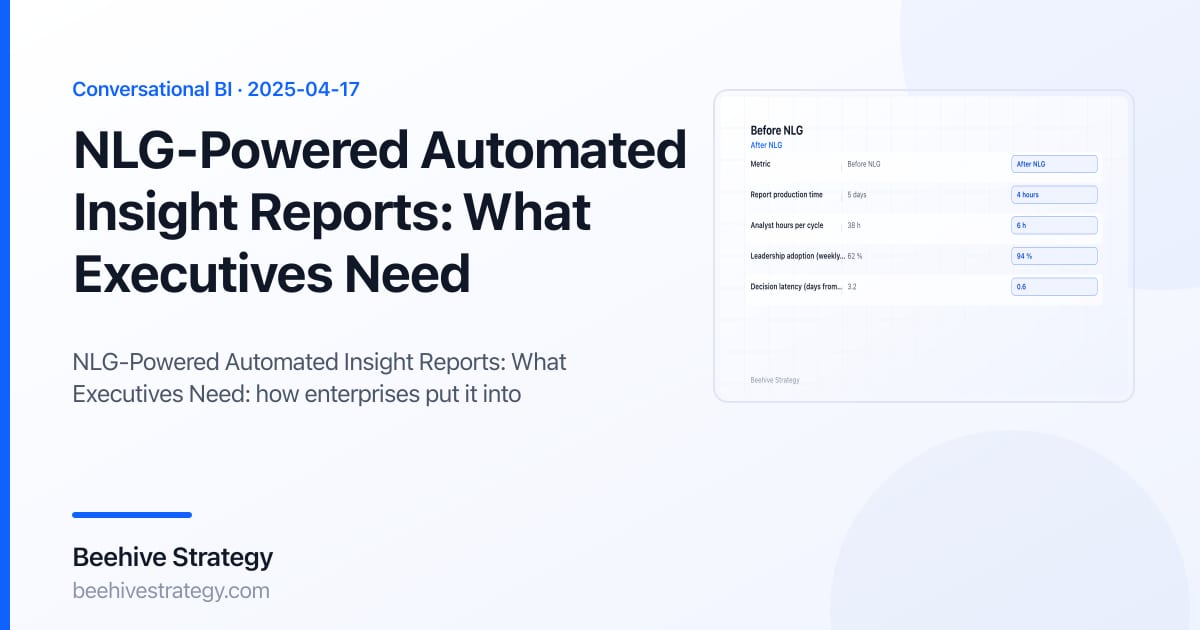 Conversational BI · 2025-04-17
NLG-Powered Automated
Insight Reports: What
Executives Need
NLG-Powered Automated Insight Reports: What
Executives Need: how enterprises put it into
Beehive Strategy
beehivestrategy.com
Before NLG
After NLG
Metric Before NLG After NLG
Report production time 5 days 4 hours
Analyst hours per cycle 38 h 6 h
Leadership adoption (weekly... 62 % 94 %
Decision latency (days from... 3.2 0.6
Beehive Strategy